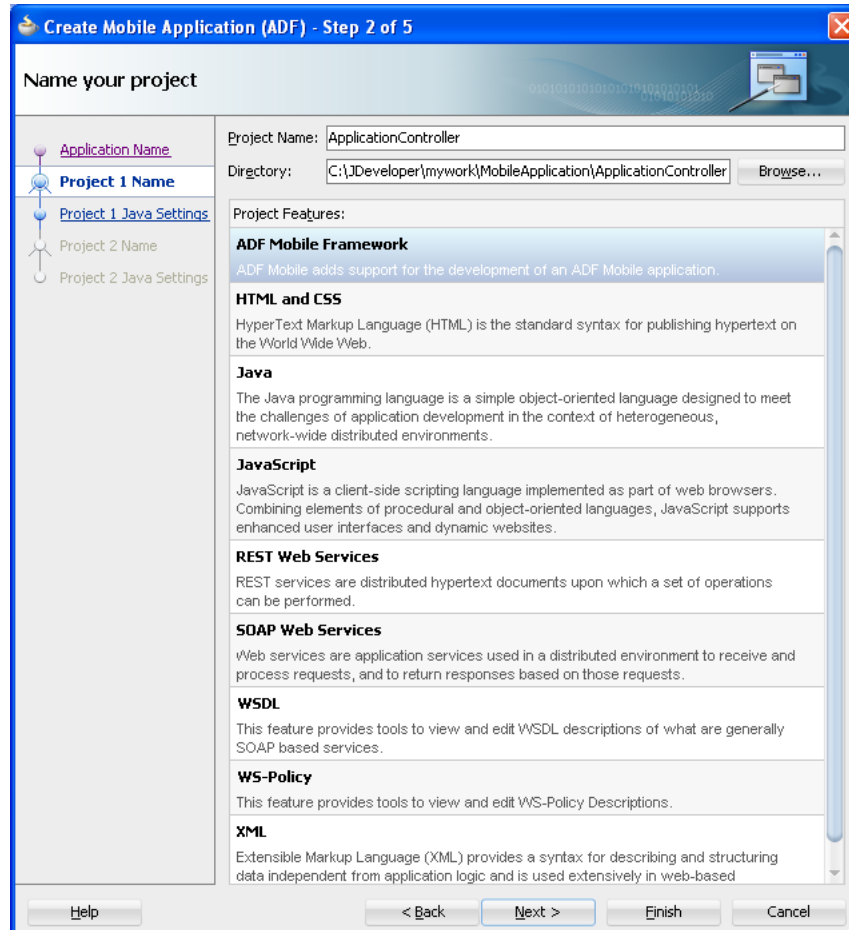 Create Mobile Application (ADF) - Step 2 of 5
Name your project
Application Name
Project 1 Name
Project 1 Java Settings
Project 2 Name
Project 2 Java Settings
Project Name: ApplicationController
Directory: C:\JDeveloper\mywork\MobileApplication\ApplicationController Browse...
Project Features:
ADF Mobile Framework
ADF Mobile adds support for the development of an ADF Mobile application.
HTML and CSS
HyperText Markup Language (HTML) is the standard syntax for publishing hypertext on
the World Wide Web.
Java
The Java programming language is a simple object-oriented language designed to meet
the challenges of application development in the context of heterogeneous,
network-wide distributed environments.
JavaScript
JavaScript is a client-side scripting language implemented as part of web browsers.
Combining elements of procedural and object-oriented languages, JavaScript supports
enhanced user interfaces and dynamic websites.
REST Web Services
REST services are distributed hypertext documents upon which a set of operations
can be performed.
SOAP Web Services
Web services are application services used in a distributed environment to receive and
process requests, and to return responses based on those requests.
WSDL
This feature provides tools to view and edit WSDL descriptions of what are generally
SOAP based services.
WS-Policy
This feature provides tools to view and edit WS-Policy Descriptions.
XML
Extensible Markup Language (XML) provides a syntax for describing and structuring
data independent from application logic and is used extensively in web-based
Help < Back Next > Finish Cancel